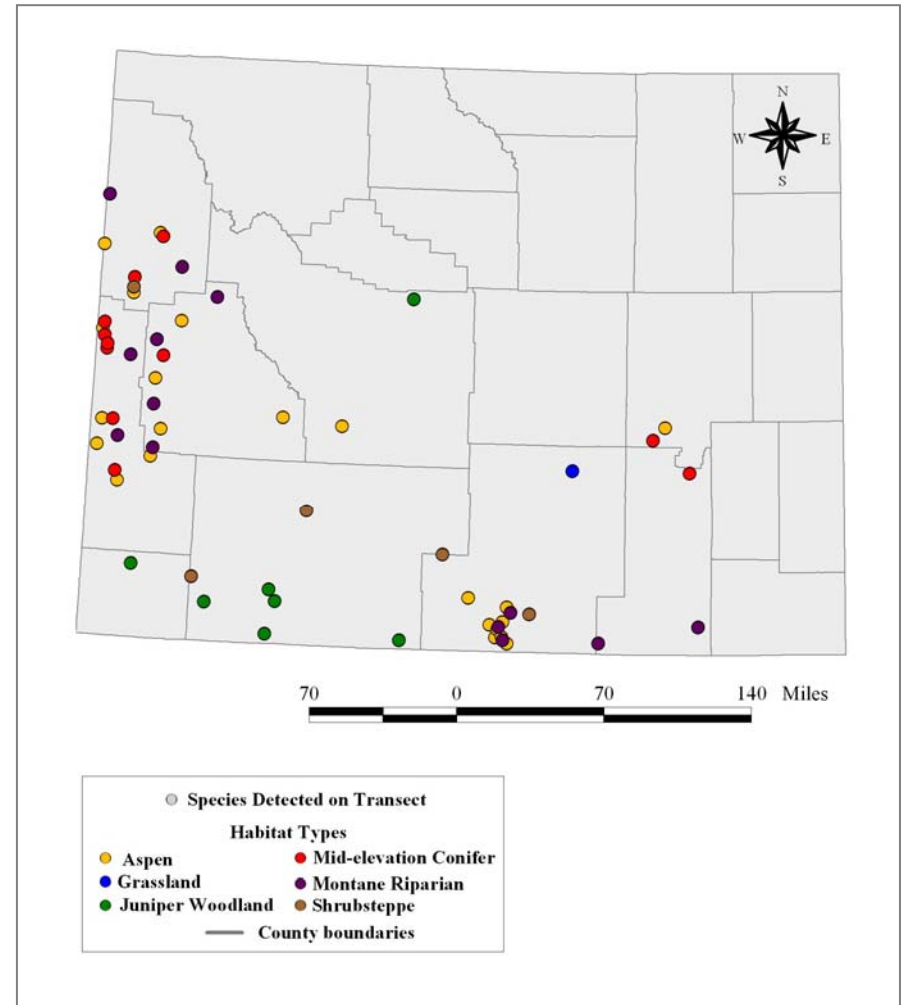 N
W E
S
70 0 70 140 Miles
Species Detected on Transect
Habitat Types
Aspen Mid-elevation Conifer
Grassland Montane Riparian
Juniper Woodland Shrubsteppe
County boundaries